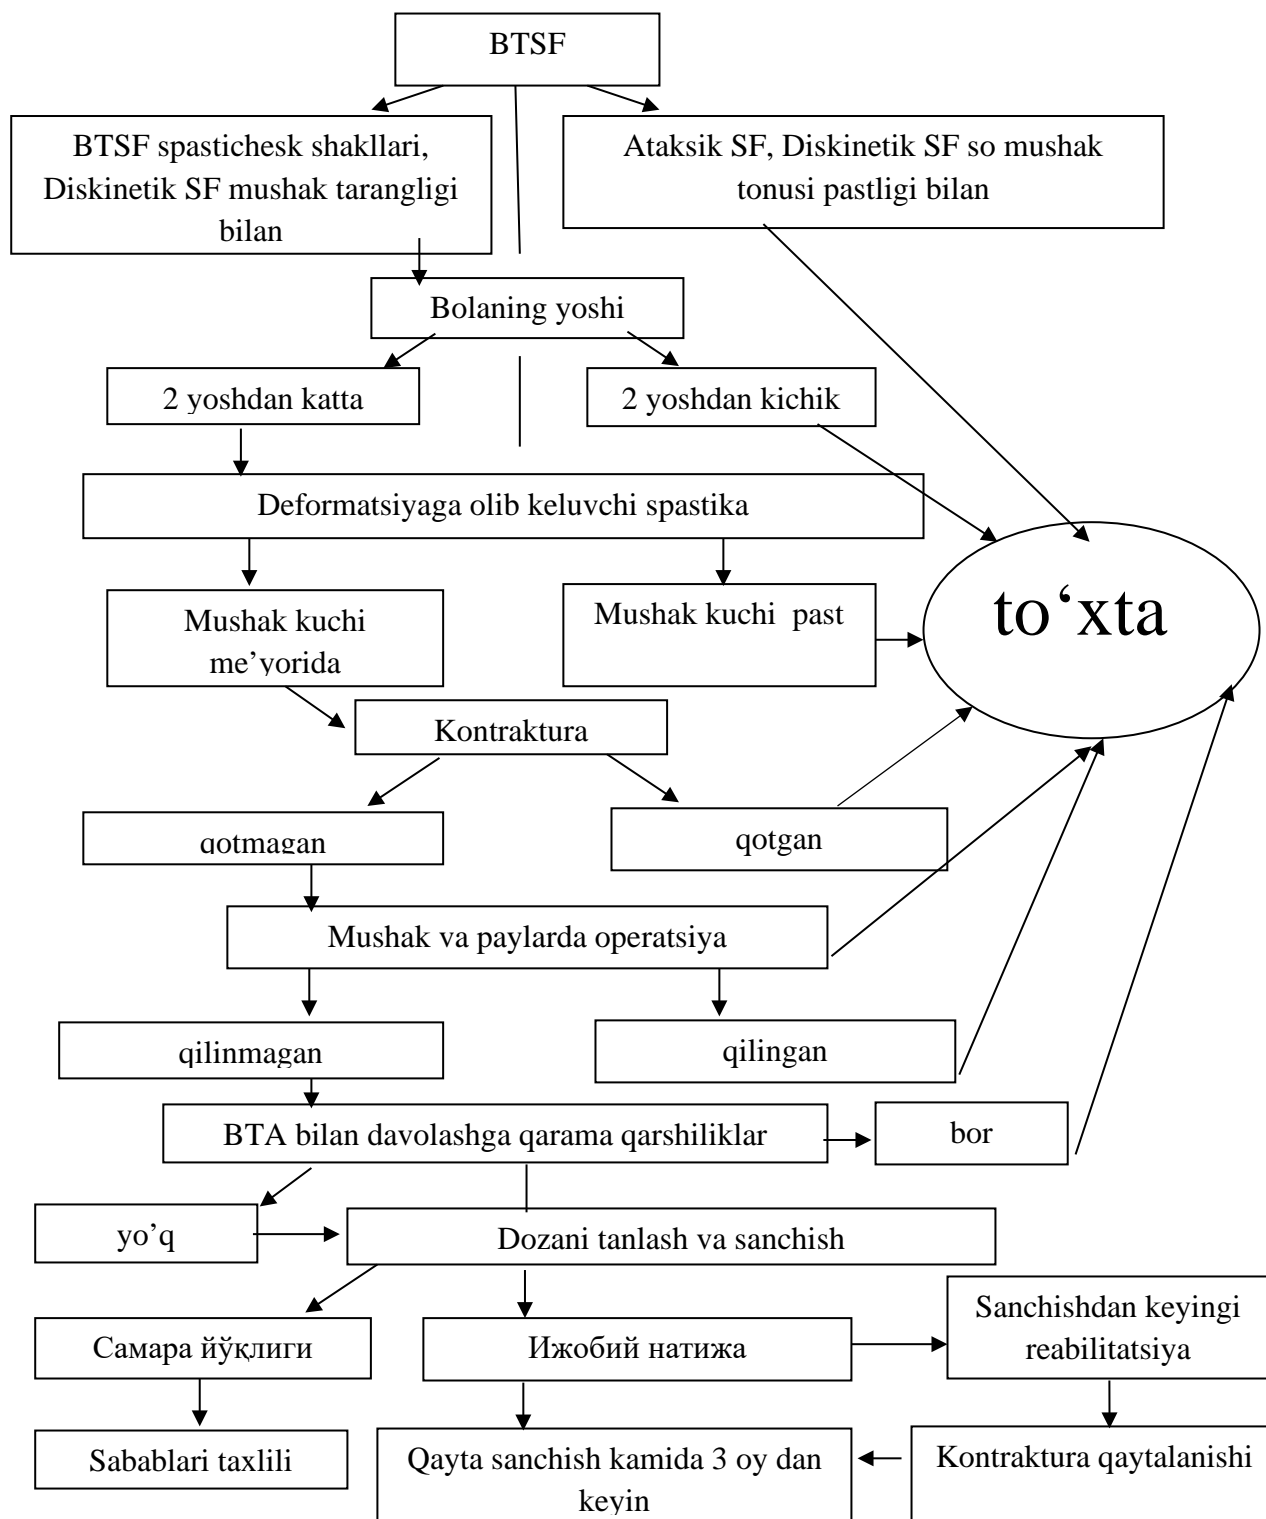 BTSF
BTSF spastichesk shakllari,
Diskinetik SF mushak tarangligi
bilan
Ataksik SF, Diskinetik SF so mushak
tonusi pastligi bilan
Bolaning yoshi
2 yoshdan katta
2 yoshdan kichik
Deformatsiyaga olib keluvchi spastika
to‘xta
Mushak kuchi
me’yorida
Mushak kuchi past
Kontraktura
qotmagan
qotgan
Mushak va paylarda operatsiya
qilinmagan
qilingan
BTA bilan davolashga qarama qarshiliklar
bor
yo’q
Dozani tanlash va sanchish
Самара йўқлиги
Ижобий натижа
Sanchishdan keyingi
reabilitatsiya
Sabablari taxlili
Qayta sanchish kamida 3 oy dan
keyin
Kontraktura qaytalanishi